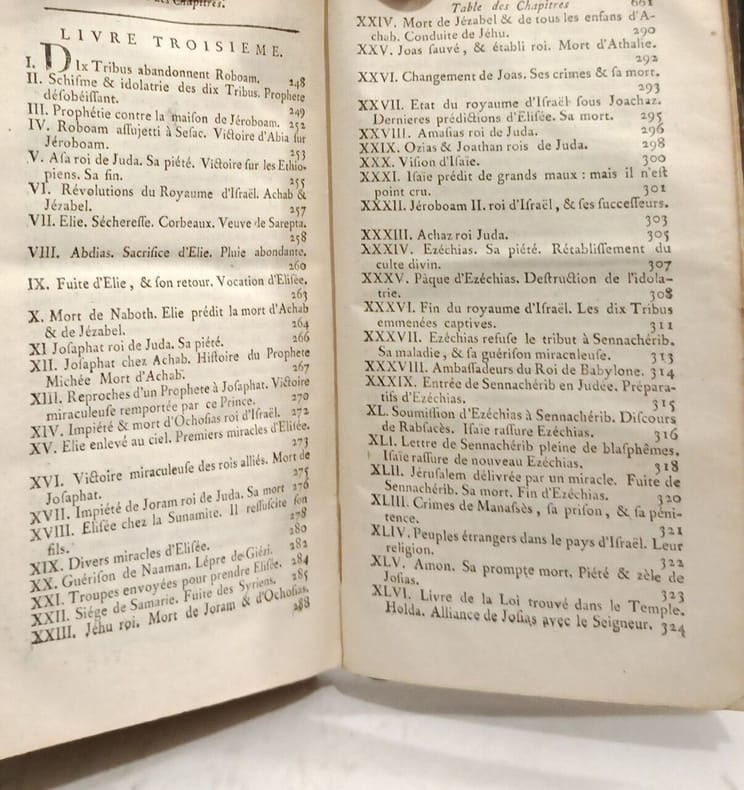 des Chapitres.
LIVRE TROISIEME.
I. DIx Tribus abandonnent Roboam. 248
II. Schiſme & idolatrie des dix Tribus. Prophete
déſobéiſſant. 249
III. Prophétie contre la maiſon de Jéroboam. 252
IV. Roboam aſſujetti à Seſac. Victoire d'Abia ſur
Jéroboam. 253
V. Aſa roi de Juda. Sa piété. Victoire ſur les Ethio-
piens. Sa fin. 255
VI. Révolutions du Royaume d'Iſraël. Achab &
Jézabel. 257
VII. Elie. Séchereſſe. Corbeaux. Veuve de Sarepta.
258
VIII. Abdias. Sacrifice d'Elie. Pluie abondante.
260
IX. Fuite d'Elie, & ſon retour. Vocation d'Eliſée.
263
X. Mort de Naboth. Elie prédit la mort d'Achab
& de Jézabel. 264
XI Joſaphat roi de Juda. Sa piété. 266
XII. Joſaphat chez Achab. Hiſtoire du Prophete
Michée Mort d'Achab. 267
XIII. Reproches d'un Prophete à Joſaphat. Victoire
miraculeuſe remportée par ce Prince. 270
XIV. Impiété & mort d'Ochoſias roi d'Iſraël. 272
XV. Elie enlevé au ciel. Premiers miracles d'Eliſée.
273
XVI. Victoire miraculeuſe des rois alliés. Mort de
Joſaphat. 275
XVII. Impiété de Joram roi de Juda. Sa mort 276
XVIII. Eliſée chez la Sunamite. Il reſſuſcite ſon
fils. 278
XIX. Divers miracles d'Eliſée. 280
XX. Guériſon de Naaman. Lépre de Giézi. 282
XXI. Troupes envoyées pour prendre Eliſée. 284
XXII. Siége de Samarie. Fuite des Syriens. 285
XXIII. Jéhu roi. Mort de Joram & d'Ochoſias. 288
Table des Chapitres 661
XXIV. Mort de Jézabel & de tous les enfans d'A-
chab. Conduite de Jéhu. 290
XXV. Joas ſauvé, & établi roi. Mort d'Athalie.
292
XXVI. Changement de Joas. Ses crimes & ſa mort.
293
XXVII. Etat du royaume d'Iſraël ſous Joachaz.
Dernieres prédictions d'Eliſée. Sa mort. 295
XXVIII. Amaſias roi de Juda. 296
XXIX. Ozias & Joathan rois de Juda. 298
XXX. Viſion d'Iſaïe. 300
XXXI. Iſaïe prédit de grands maux : mais il n'eſt
point cru. 301
XXXII. Jéroboam II. roi d'Iſraël, & ſes ſucceſſeurs.
303
XXXIII. Achaz roi Juda. 305
XXXIV. Ezéchias. Sa piété. Rétabliſſement du
culte divin. 307
XXXV. Pâque d'Ezéchias. Deſtruction de l'idola-
trie. 308
XXXVI. Fin du royaume d'Iſraël. Les dix Tribus
emmenées captives. 311
XXXVII. Ezéchias refuſe le tribut à Sennachérib.
Sa maladie, & ſa guériſon miraculeuſe. 313
XXXVIII. Ambaſſadeurs du Roi de Babylone. 314
XXXIX. Entrée de Sennachérib en Judée. Prépara-
tifs d'Ezéchias. 315
XL. Soumiſſion d'Ezéchias à Sennachérib. Diſcours
de Rabſacès. Iſaïe raſſure Ezéchias. 316
XLI. Lettre de Sennachérib pleine de blaſphêmes.
Iſaïe raſſure de nouveau Ezéchias. 318
XLII. Jéruſalem délivrée par un miracle. Fuite de
Sennachérib. Sa mort. Fin d'Ezéchias. 320
XLIII. Crimes de Manaſsès, ſa priſon, & ſa péni-
tence. 321
XLIV. Peuples étrangers dans le pays d'Iſraël. Leur
religion. 322
XLV. Amon. Sa prompte mort. Piété & zèle de
Joſias. 323
XLVI. Livre de la Loi trouvé dans le Temple.
Holda. Alliance de Joſias avec le Seigneur. 324